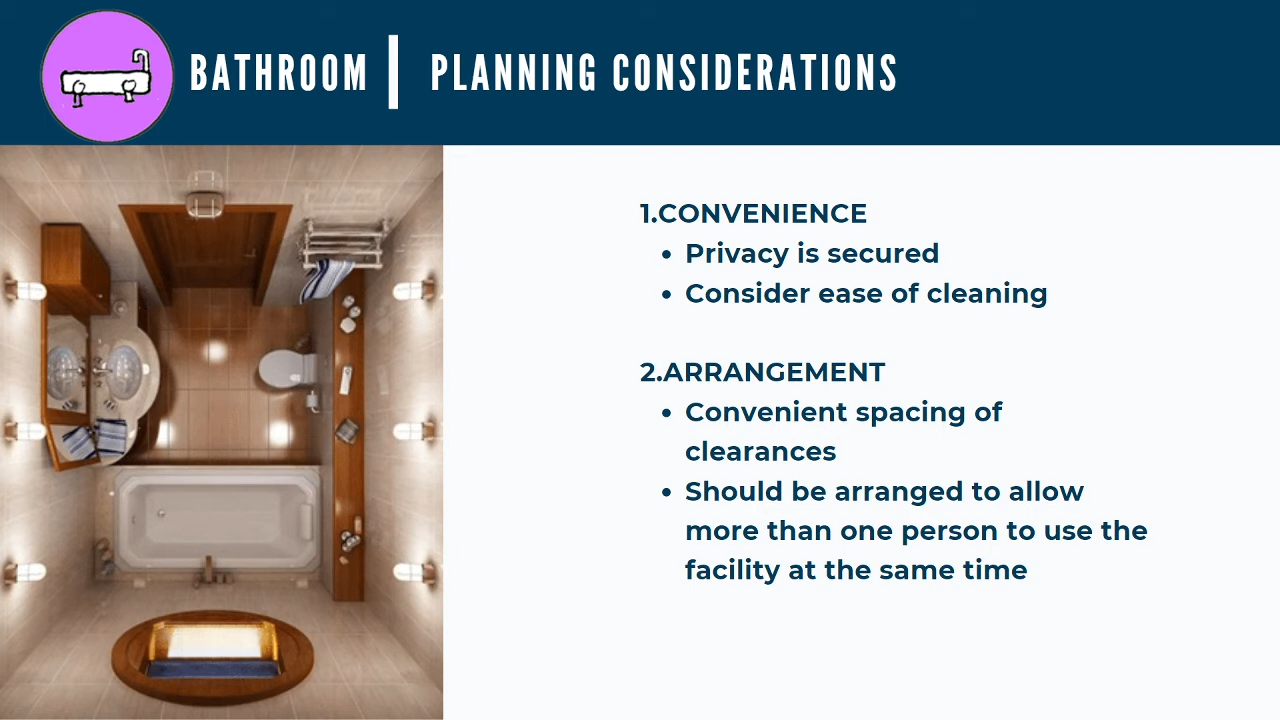 BATHROOM | PLANNING CONSIDERATIONS
1.CONVENIENCE
• Privacy is secured
• Consider ease of cleaning
2.ARRANGEMENT
• Convenient spacing of
clearances
• Should be arranged to allow
more than one person to use the
facility at the same time